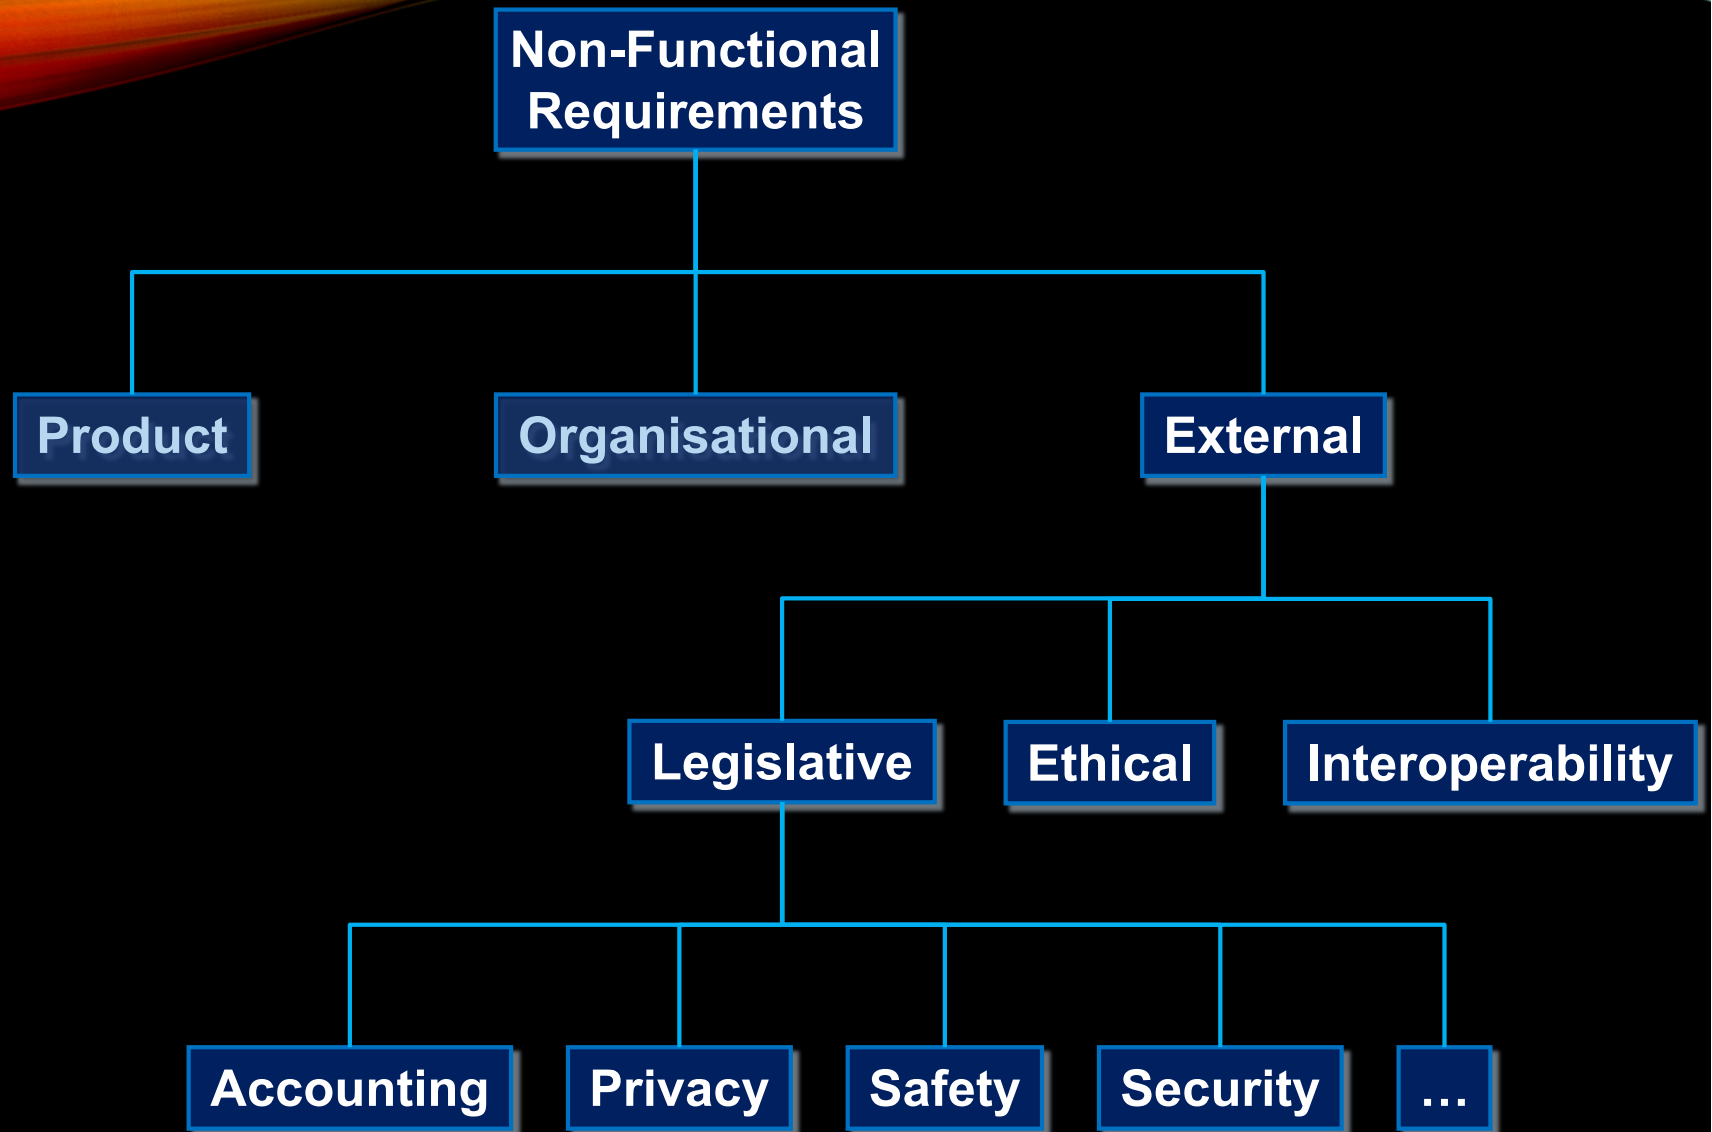 Non-Functional
Requirements
Product
Organisational
External
Legislative
Ethical
Interoperability
Accounting
Privacy
Safety
Security
...